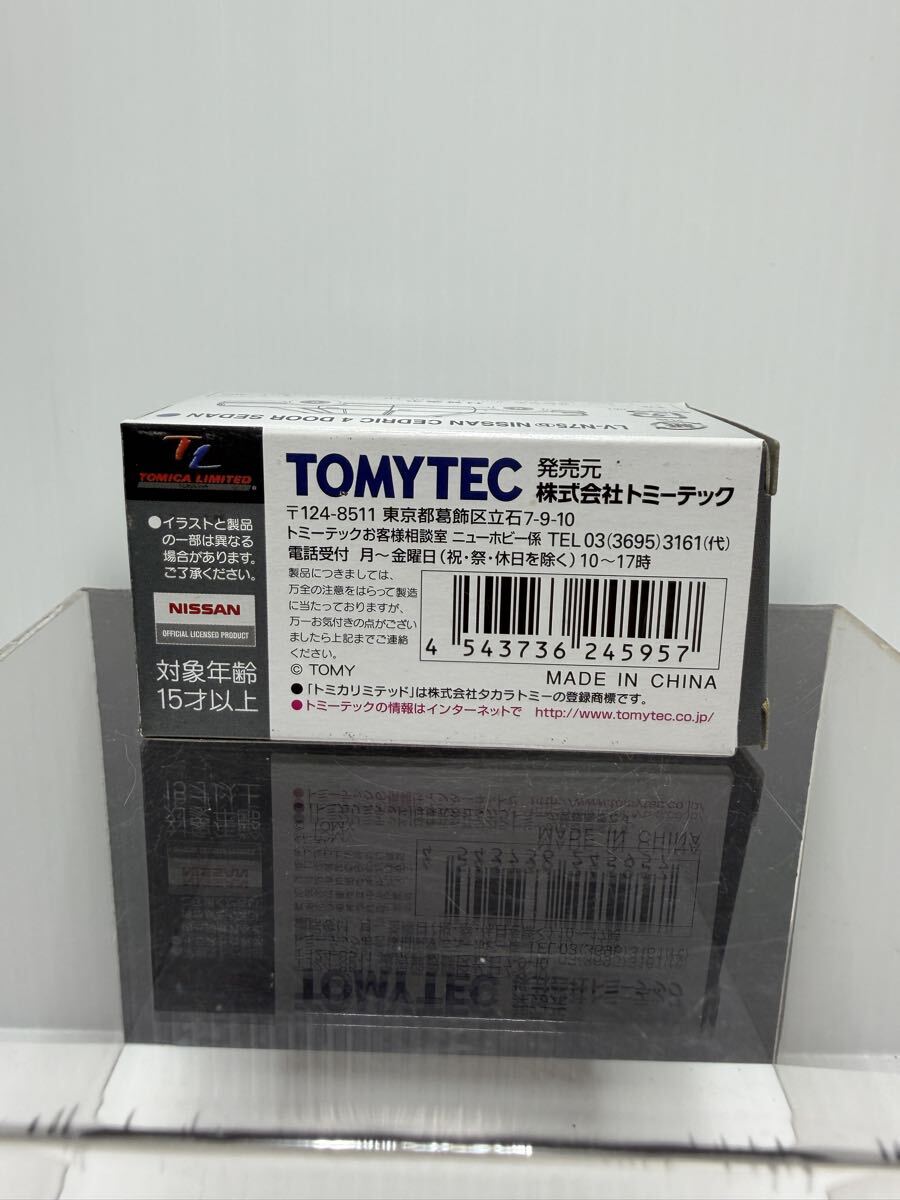 LV-N75b NISSAN CEDRIC 4 DOOR SEDAN
TL
TOMICA LIMITED
●イラストと製品
の一部は異なる
場合があります。
ご了承ください。
NISSAN
OFFICIAL LICENSED PRODUCT
対象年齢
15才以上
TOMYTEC
発売元
株式会社トミーテック
〒124-8511 東京都葛飾区立石7-9-10
トミーテックお客様相談室 ニューホビー係 TEL 03(3695)3161(代)
電話受付 月〜金曜日(祝・祭・休日を除く)10〜17時
製品につきましては、
万全の注意をはらって製造
に当たっておりますが、
万一お気付きの点がござい
ましたら上記までご連絡
ください。
© TOMY
4 543736 245957
MADE IN CHINA
●「トミカリミテッド」は株式会社タカラトミーの登録商標です。
●トミーテックの情報はインターネットで http://www.tomytec.co.jp/